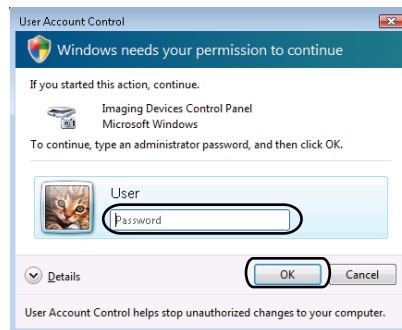 User Account Control
Windows needs your permission to continue
If you started this action, continue.
Imaging Devices Control Panel
Microsoft Windows
To continue, type an administrator password, and then click OK.
User
Password
Details
OK Cancel
User Account Control helps stop unauthorized changes to your computer.